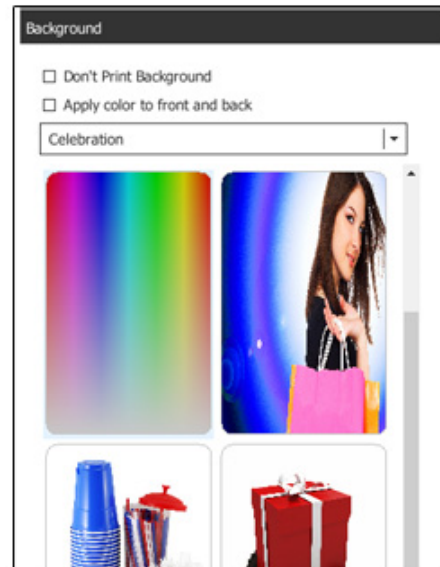 Background
Don't Print Background
Apply color to front and back
Celebration